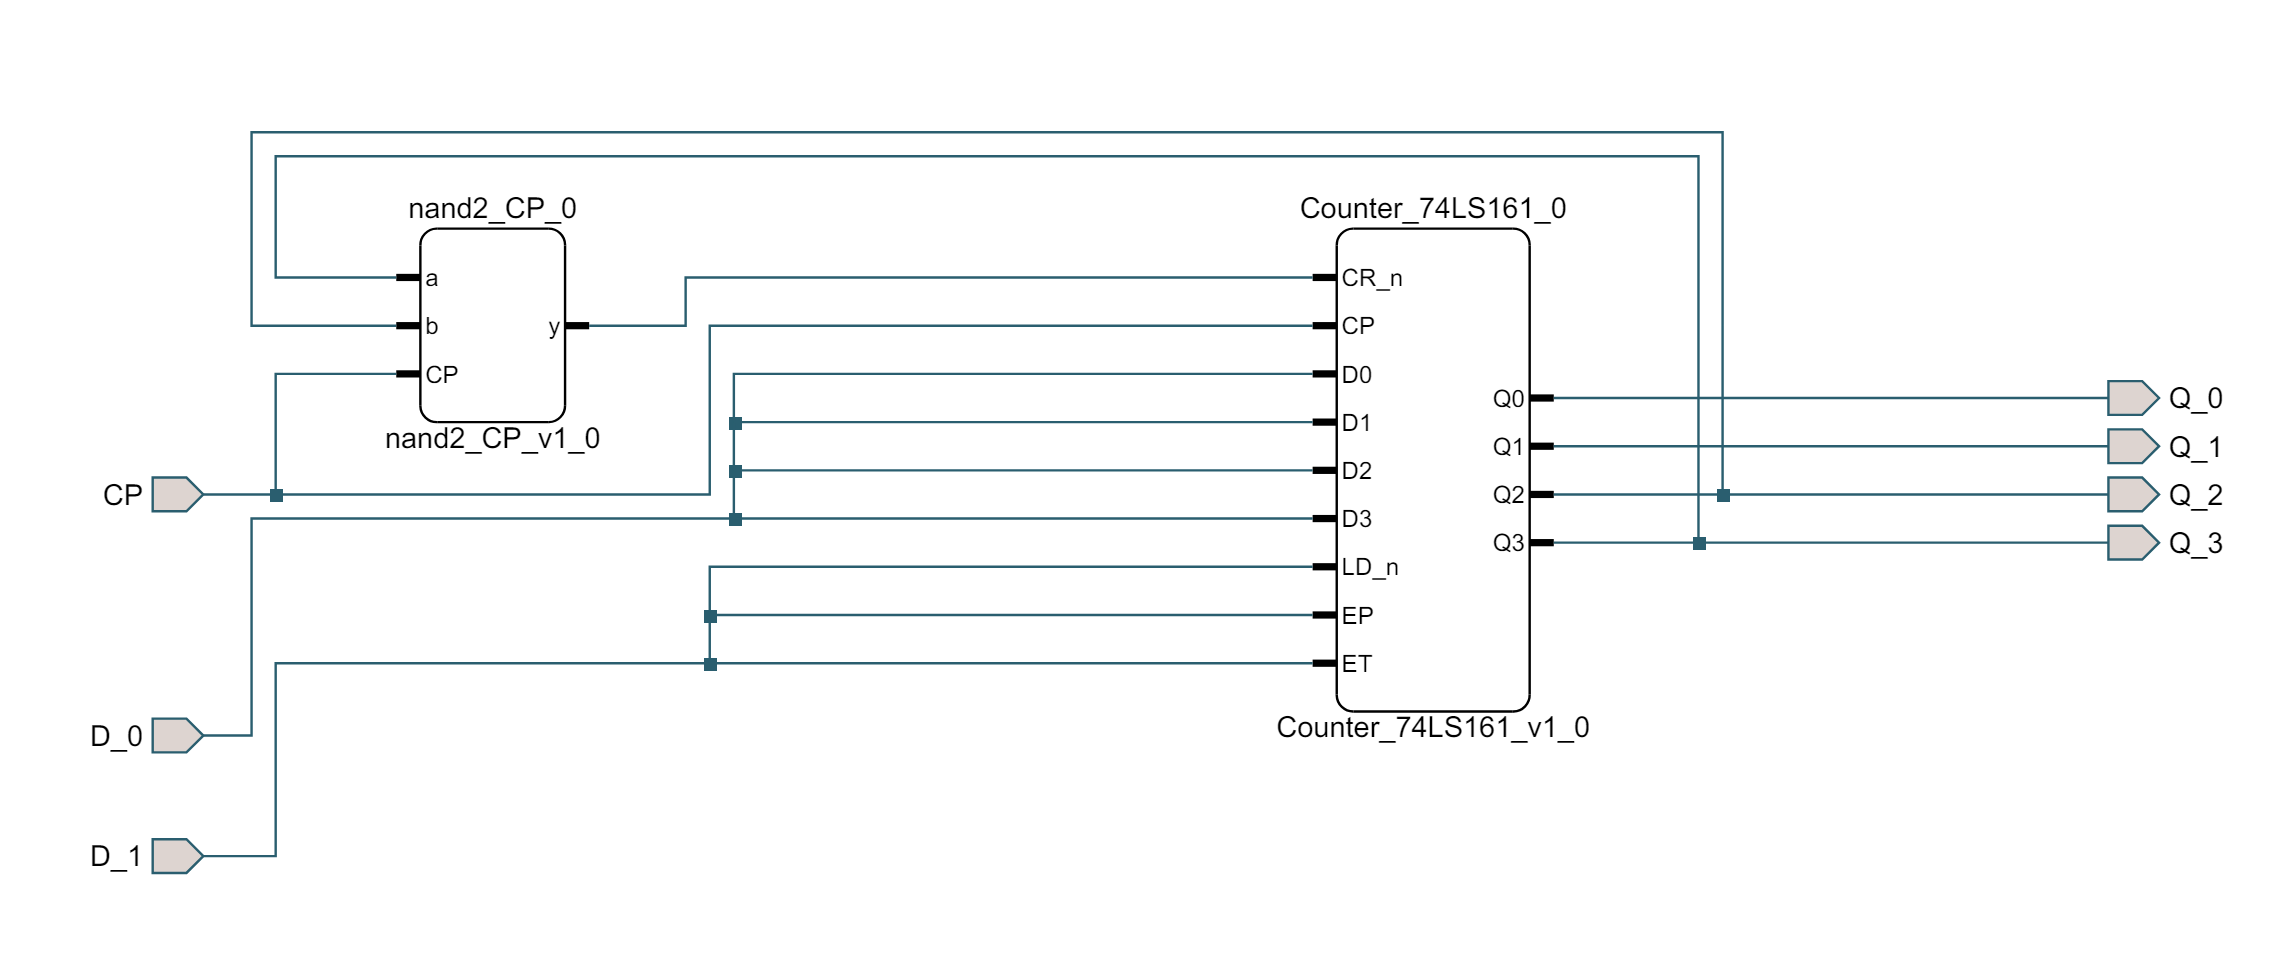 nand2_CP_0
a
b
y
CP
nand2_CP_v1_0
Counter_74LS161_0
CR_n
CP
D0
D1
D2
D3
LD_n
EP
ET
Q0
Q1
Q2
Q3
Counter_74LS161_v1_0
CP
D_0
D_1
Q_0
Q_1
Q_2
Q_3